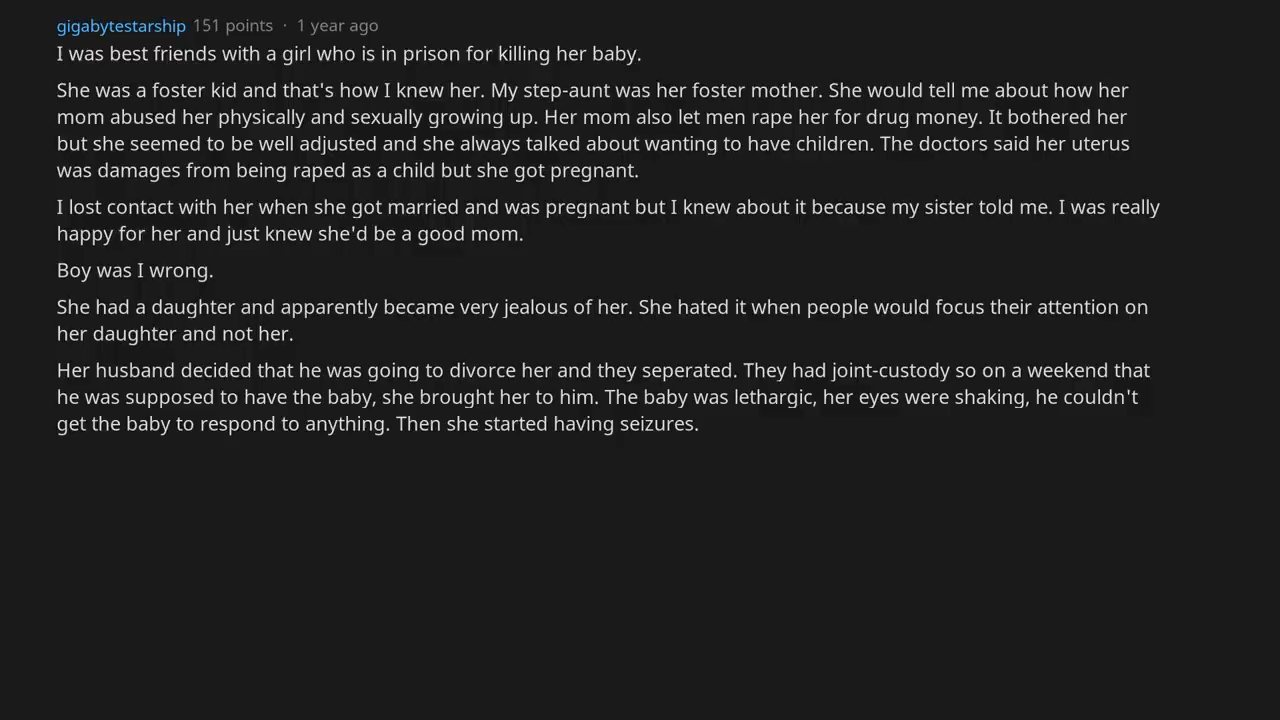 gigabytestarship 151 points · 1 year ago
I was best friends with a girl who is in prison for killing her baby.
She was a foster kid and that's how I knew her. My step-aunt was her foster mother. She would tell me about how her
mom abused her physically and sexually growing up. Her mom also let men rape her for drug money. It bothered her
but she seemed to be well adjusted and she always talked about wanting to have children. The doctors said her uterus
was damages from being raped as a child but she got pregnant.
I lost contact with her when she got married and was pregnant but I knew about it because my sister told me. I was really
happy for her and just knew she'd be a good mom.
Boy was I wrong.
She had a daughter and apparently became very jealous of her. She hated it when people would focus their attention on
her daughter and not her.
Her husband decided that he was going to divorce her and they seperated. They had joint-custody so on a weekend that
he was supposed to have the baby, she brought her to him. The baby was lethargic, her eyes were shaking, he couldn't
get the baby to respond to anything. Then she started having seizures.